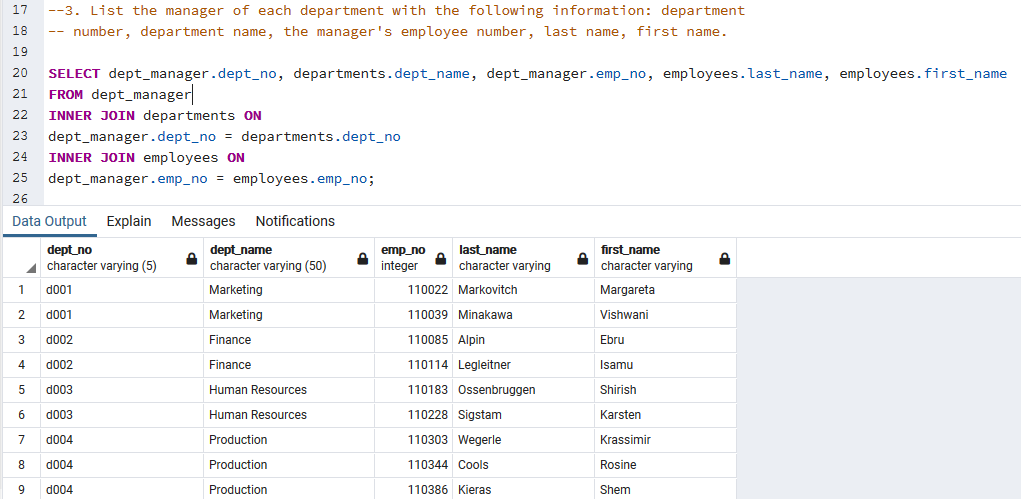 17 --3. List the manager of each department with the following information: department
18 -- number, department name, the manager's employee number, last name, first name.
19
20 SELECT dept_manager.dept_no, departments.dept_name, dept_manager.emp_no, employees.last_name, employees.first_name
21 FROM dept_manager
22 INNER JOIN departments ON
23 dept_manager.dept_no = departments.dept_no
24 INNER JOIN employees ON
25 dept_manager.emp_no = employees.emp_no;
26
Data Output Explain Messages Notifications
dept_no dept_name emp_no last_name first_name
character varying (5) character varying (50) integer character varying character varying
1 d001 Marketing 110022 Markovitch Margareta
2 d001 Marketing 110039 Minakawa Vishwani
3 d002 Finance 110085 Alpin Ebru
4 d002 Finance 110114 Legleitner Isamu
5 d003 Human Resources 110183 Ossenbruggen Shirish
6 d003 Human Resources 110228 Sigstam Karsten
7 d004 Production 110303 Wegerle Krassimir
8 d004 Production 110344 Cools Rosine
9 d004 Production 110386 Kieras Shem